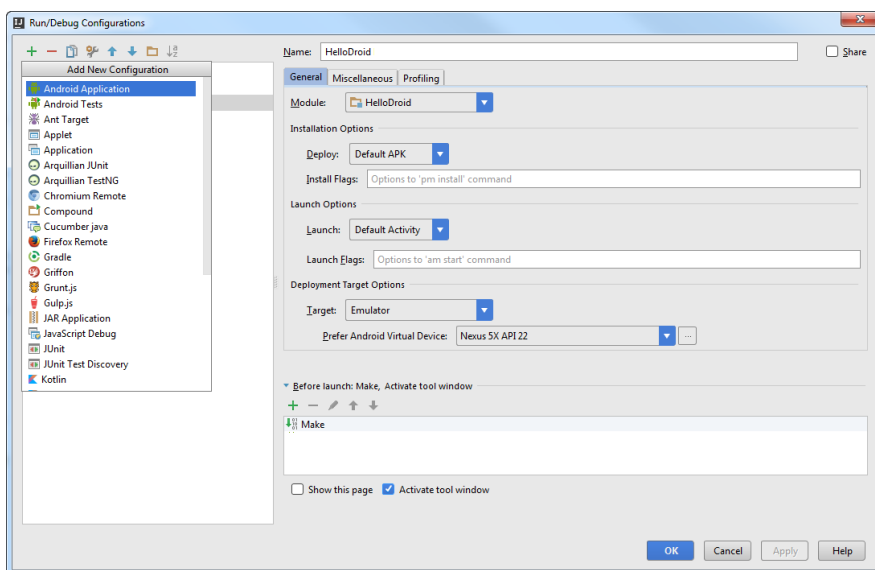 Run/Debug Configurations
Name: HelloDroid Share
Add New Configuration
Android Application
Android Tests
Ant Target
Applet
Application
Arquillian JUnit
Arquillian TestNG
Chromium Remote
Compound
Cucumber java
Firefox Remote
Gradle
Griffon
Grunt.js
Gulp.js
JAR Application
JavaScript Debug
JUnit
JUnit Test Discovery
Kotlin
General Miscellaneous Profiling
Module: HelloDroid
Installation Options
Deploy: Default APK
Install Flags: Options to 'pm install' command
Launch Options
Launch: Default Activity
Launch Flags: Options to 'am start' command
Deployment Target Options
Target: Emulator
Prefer Android Virtual Device: Nexus 5X API 22 ...
Before launch: Make, Activate tool window
Make
Show this page Activate tool window
OK Cancel Apply Help